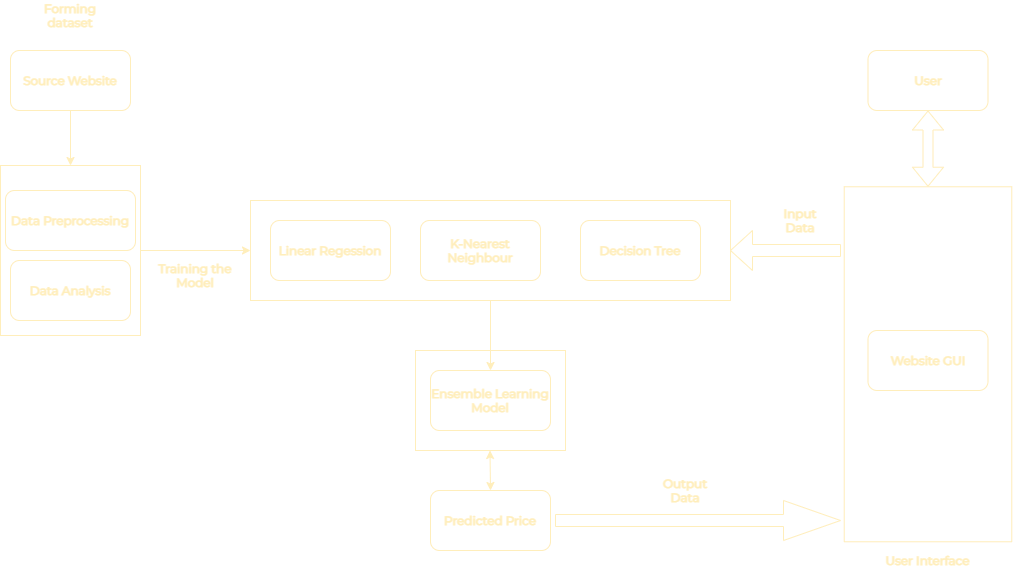 Forming
dataset
Source Website
User
Data Preprocessing
Data Analysis
Training the
Model
Linear Regression
K-Nearest
Neighbour
Decision Tree
Input
Data
Website GUI
Ensemble Learning
Model
Predicted Price
Output
Data
User Interface